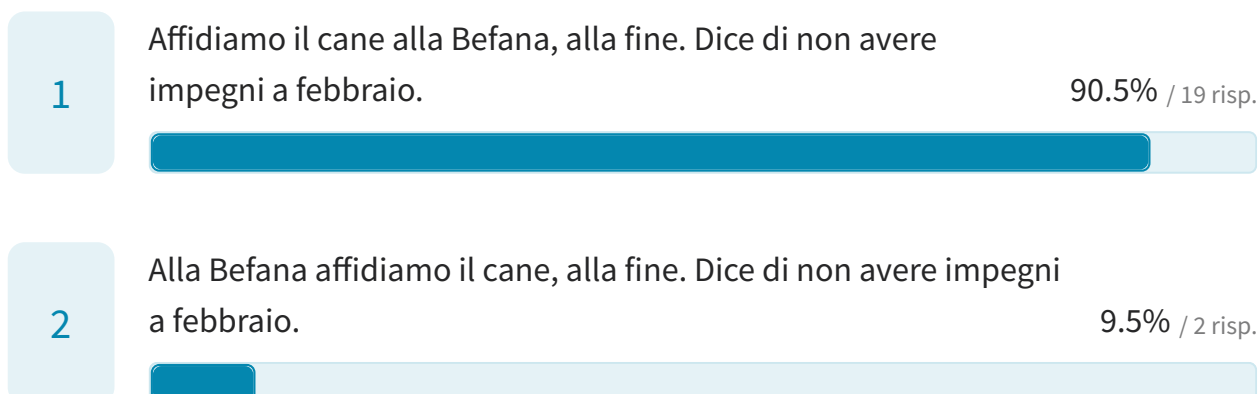 1
Affidiamo il cane alla Befana, alla fine. Dice di non avere
impegni a febbraio.
90.5% / 19 risp.
2
Alla Befana affidiamo il cane, alla fine. Dice di non avere impegni
a febbraio.
9.5% / 2 risp.